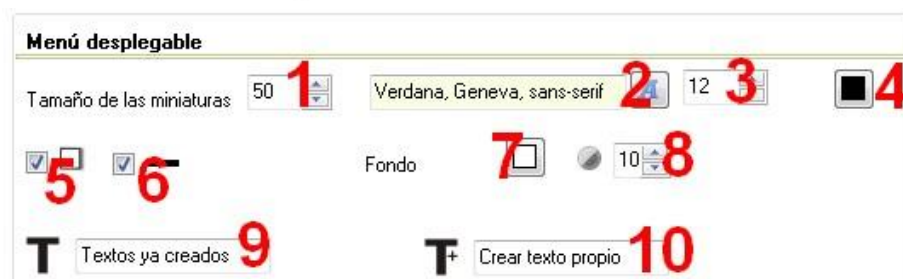 Menú desplegable
Tamaño de las miniaturas 50 1 Verdana, Geneva, sans-serif 2 12 3 4
5 6 Fondo 7 10 8
T Textos ya creados 9 T+ Crear texto propio 10